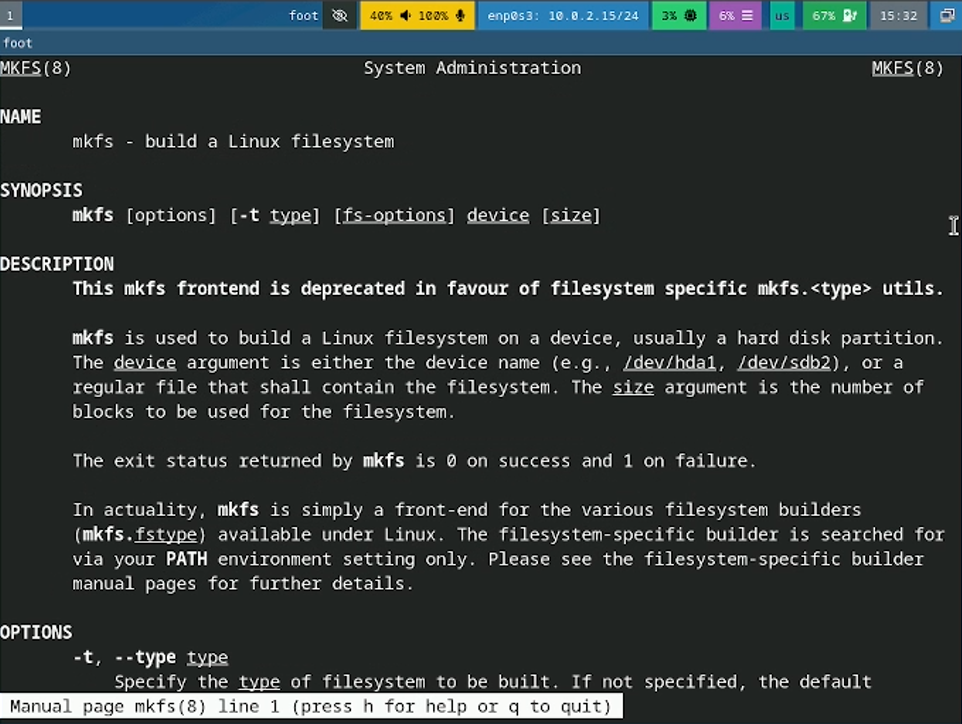 1 foot 40% 100% enp0s3: 10.0.2.15/24 3% 6% us 67% 15:32
foot
MKFS(8) System Administration MKFS(8)
NAME
mkfs - build a Linux filesystem
SYNOPSIS
mkfs [options] [-t type] [fs-options] device [size]
DESCRIPTION
This mkfs frontend is deprecated in favour of filesystem specific mkfs.<type> utils.
mkfs is used to build a Linux filesystem on a device, usually a hard disk partition.
The device argument is either the device name (e.g., /dev/hda1, /dev/sdb2), or a
regular file that shall contain the filesystem. The size argument is the number of
blocks to be used for the filesystem.
The exit status returned by mkfs is 0 on success and 1 on failure.
In actuality, mkfs is simply a front-end for the various filesystem builders
(mkfs.fstype) available under Linux. The filesystem-specific builder is searched for
via your PATH environment setting only. Please see the filesystem-specific builder
manual pages for further details.
OPTIONS
-t, --type type
Specify the type of filesystem to be built. If not specified, the default
Manual page mkfs(8) line 1 (press h for help or q to quit)